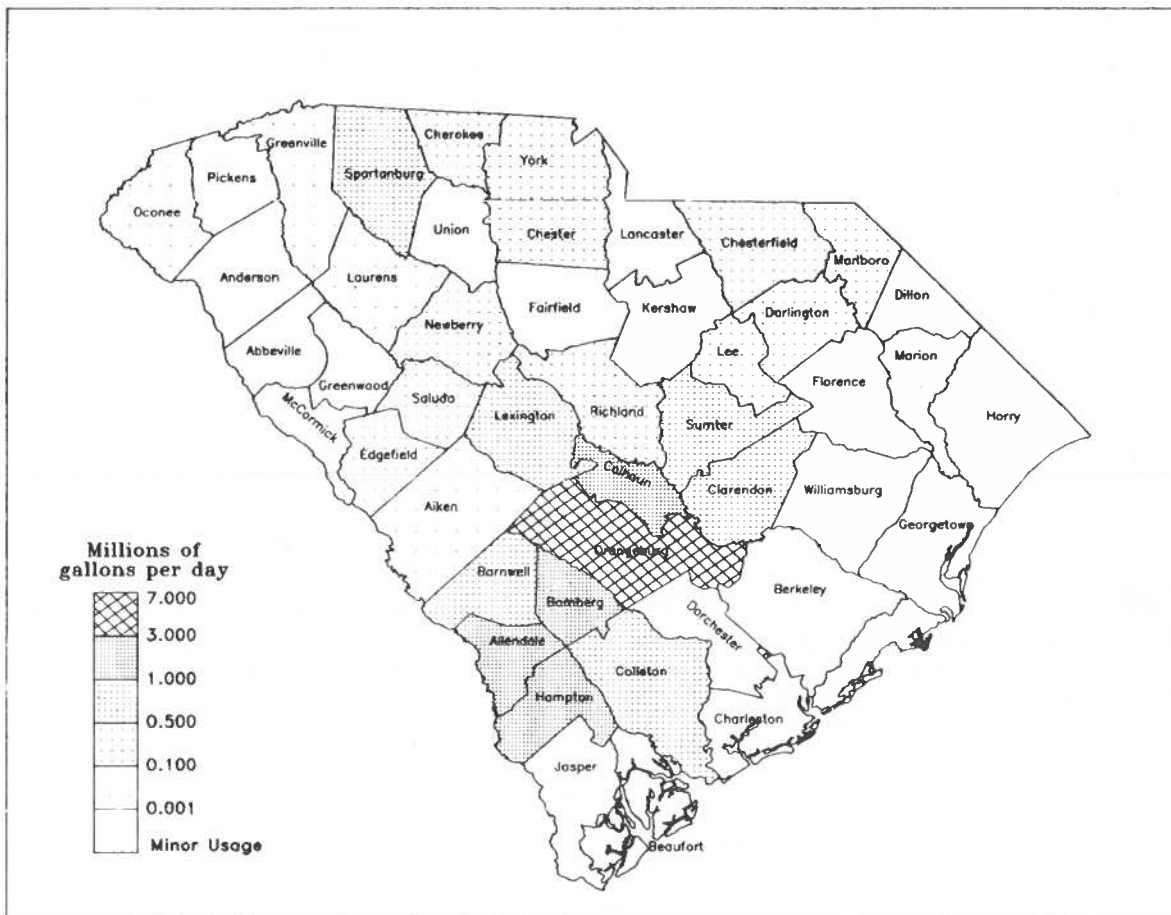 Cherokee
Greenville
York
Spartanburg
Pickens
Oconee
Union
Chester
Lancaster
Chesterfield
Marlboro
Anderson
Laurens
Dillon
Fairfield
Kershaw
Darlington
Newberry
Lee
Abbeville
Marion
Greenwood
Florence
Saluda
McCormick
Lexington
Richland
Sumter
Horry
Edgefield
Calhoun
Clarendon
Williamsburg
Aiken
Georgetown
Orangeburg
Millions of
gallons per day
Barnwell
Berkeley
7.000
Bamberg
Dorchester
3.000
Allendale
Colleton
1.000
Hampton
0.500
Charleston
0.100
Jasper
0.001
Minor Usage
Beaufort